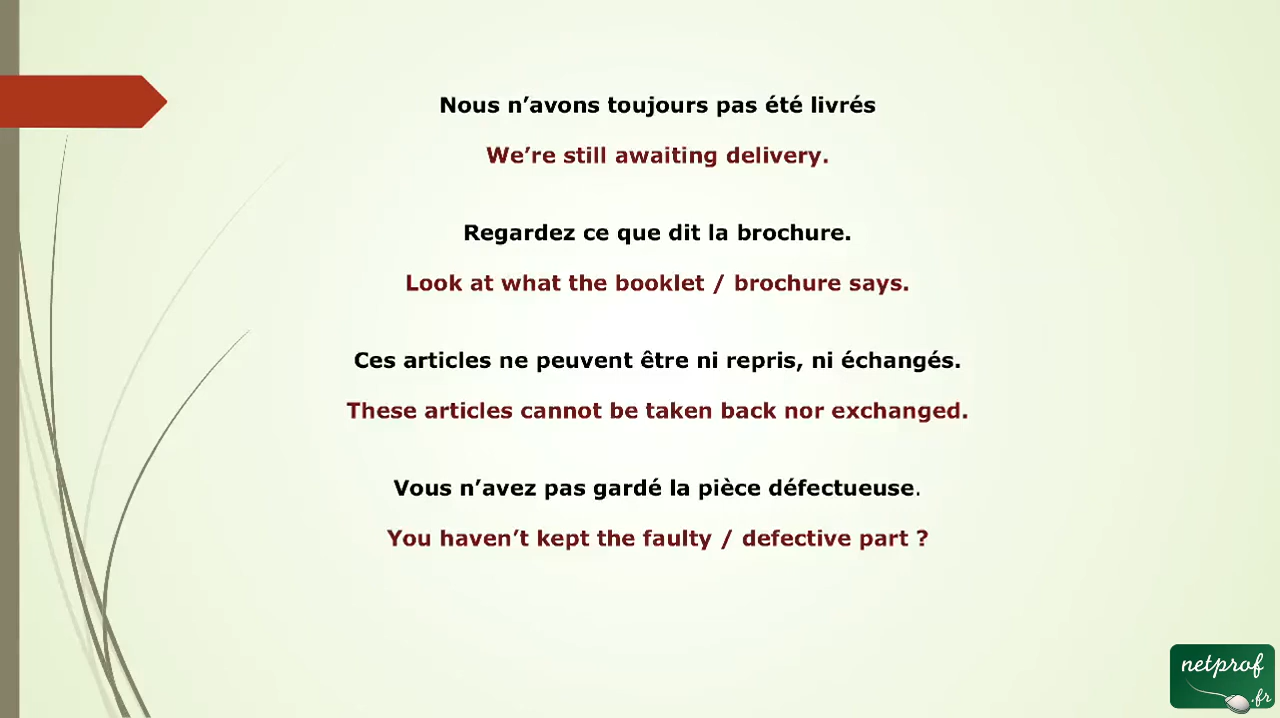 Nous n’avons toujours pas été livrés
We’re still awaiting delivery.
Regardez ce que dit la brochure.
Look at what the booklet / brochure says.
Ces articles ne peuvent être ni repris, ni échangés.
These articles cannot be taken back nor exchanged.
Vous n’avez pas gardé la pièce défectueuse.
You haven’t kept the faulty / defective part ?
netprof
.fr